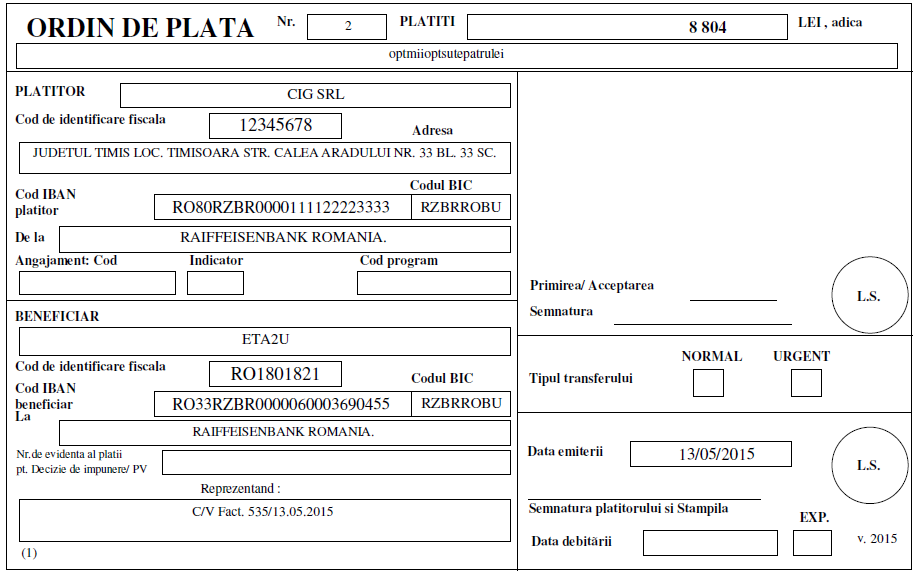 ORDIN DE PLATA Nr. 2 PLATITI 8 804 LEI , adica
optmiioptsutepatrulei
PLATITOR CIG SRL
Cod de identificare fiscala 12345678 Adresa
JUDETUL TIMIS LOC. TIMISOARA STR. CALEA ARADULUI NR. 33 BL. 33 SC.
Codul BIC
Cod IBAN
platitor RO80RZBR0000111122223333 RZBRROBU
De la RAIFFEISENBANK ROMANIA.
Angajament: Cod Indicator Cod program
BENEFICIAR
ETA2U
Cod de identificare fiscala RO1801821 Codul BIC
Cod IBAN
beneficiar RO33RZBR0000060003690455 RZBRROBU
La RAIFFEISENBANK ROMANIA.
Nr.de evidenta al platii
pt. Decizie de impunere/ PV
Reprezentand :
C/V Fact. 535/13.05.2015
(1)
Primirea/ Acceptarea
L.S.
Semnatura
NORMAL URGENT
Tipul transferului
Data emiterii 13/05/2015
L.S.
Semnatura platitorului si Stampila
EXP.
Data debitării v. 2015